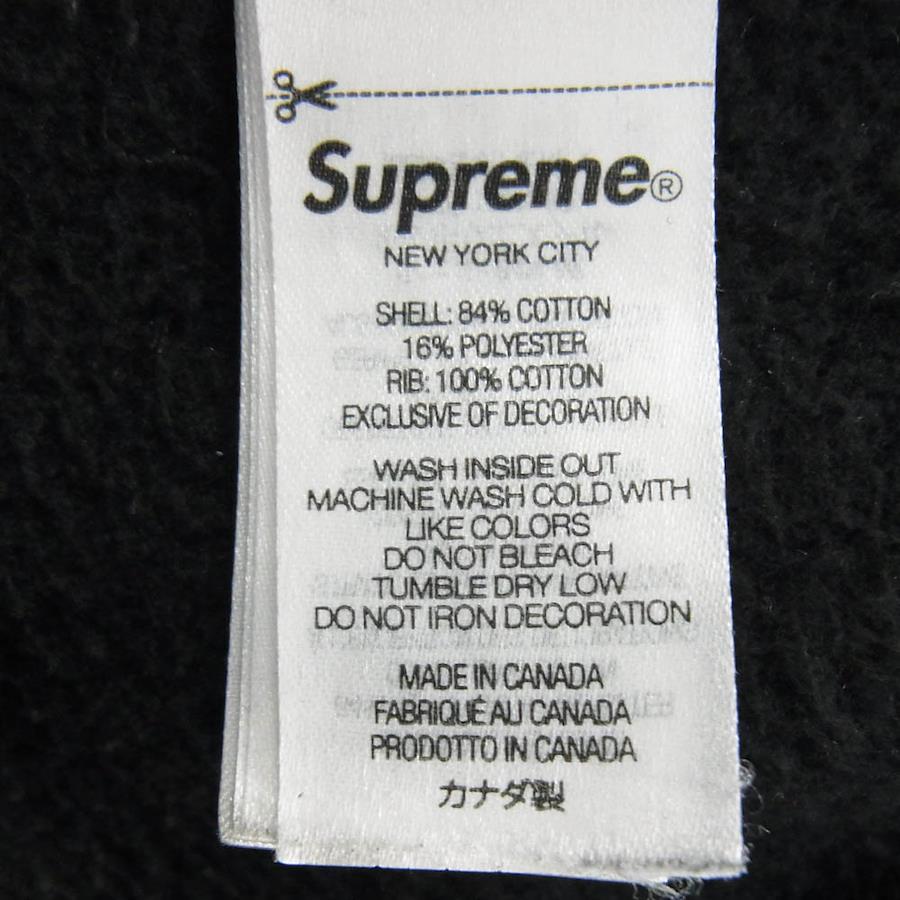 Supreme®
NEW YORK CITY
SHELL: 84% COTTON
16% POLYESTER
RIB: 100% COTTON
EXCLUSIVE OF DECORATION
WASH INSIDE OUT
MACHINE WASH COLD WITH
LIKE COLORS
DO NOT BLEACH
TUMBLE DRY LOW
DO NOT IRON DECORATION
MADE IN CANADA
FABRIQUÉ AU CANADA
PRODOTTO IN CANADA
カナダ製